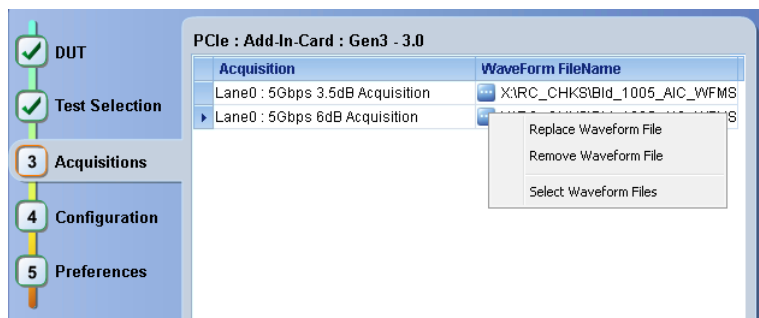 DUT
Test Selection
3 Acquisitions
4 Configuration
5 Preferences
PCIe : Add-In-Card : Gen3 - 3.0
Acquisition WaveForm FileName
Lane0 : 5Gbps 3.5dB Acquisition ... X:\RC_CHKS\Bld_1005_AIC_WFMS
Lane0 : 5Gbps 6dB Acquisition
Replace Waveform File
Remove Waveform File
Select Waveform Files